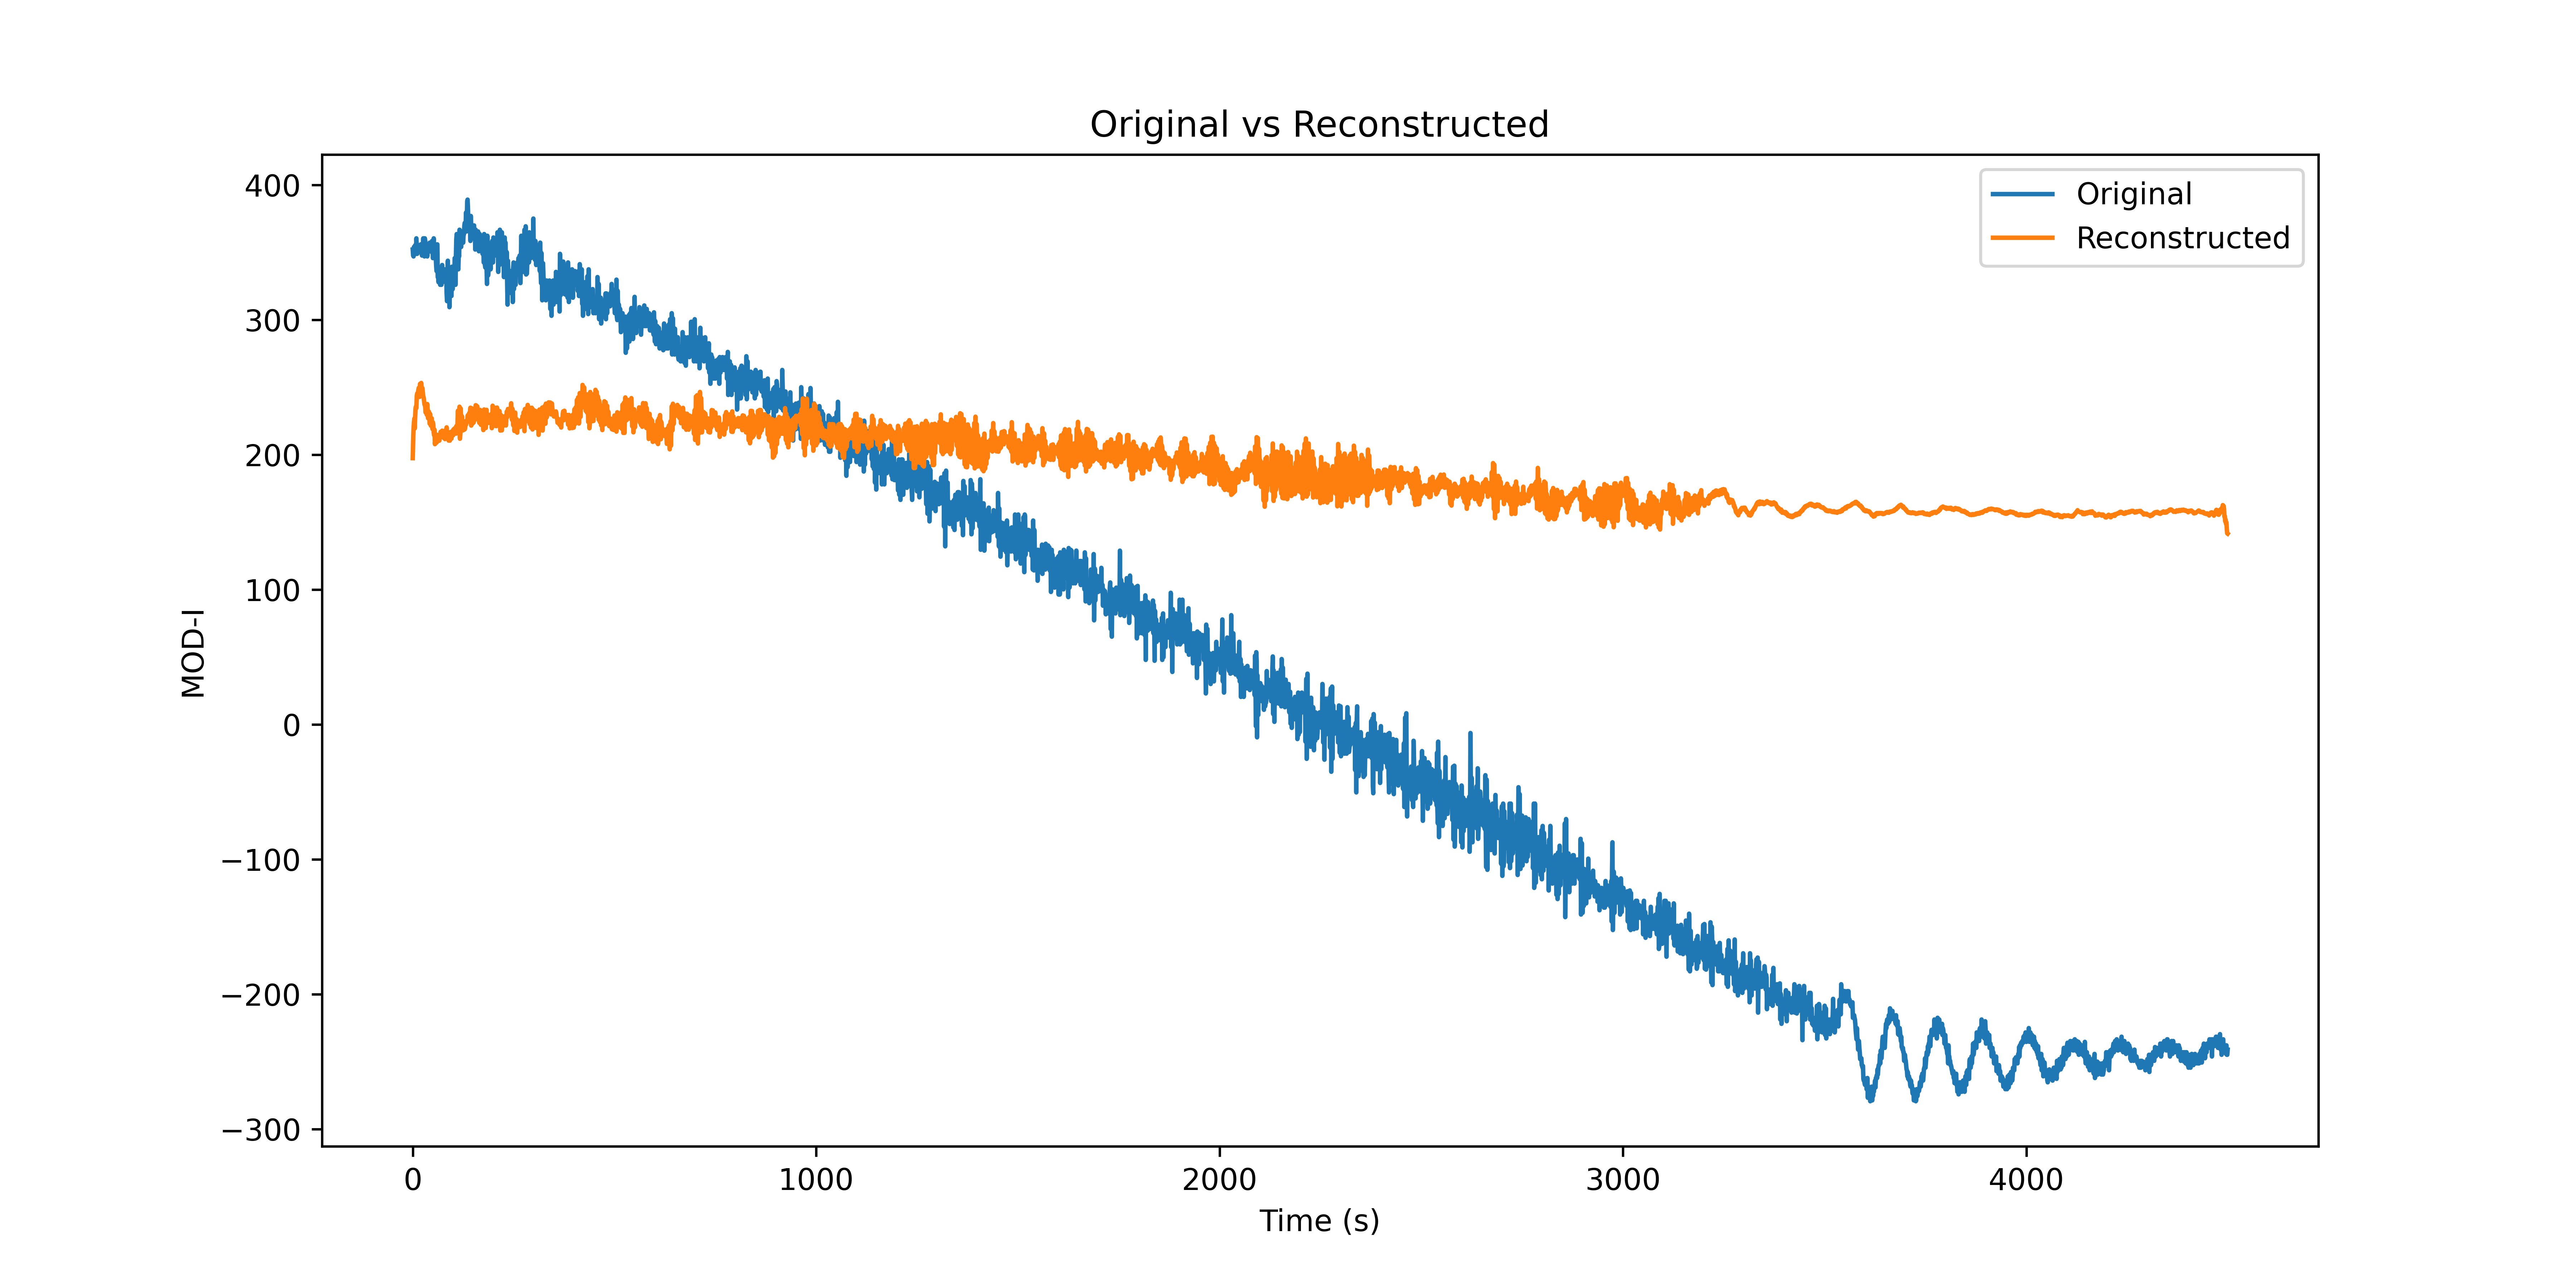 Original vs Reconstructed
Original
Reconstructed
400
300
200
100
0
−100
−200
−300
MOD-I
0 1000 2000 3000 4000
Time (s)